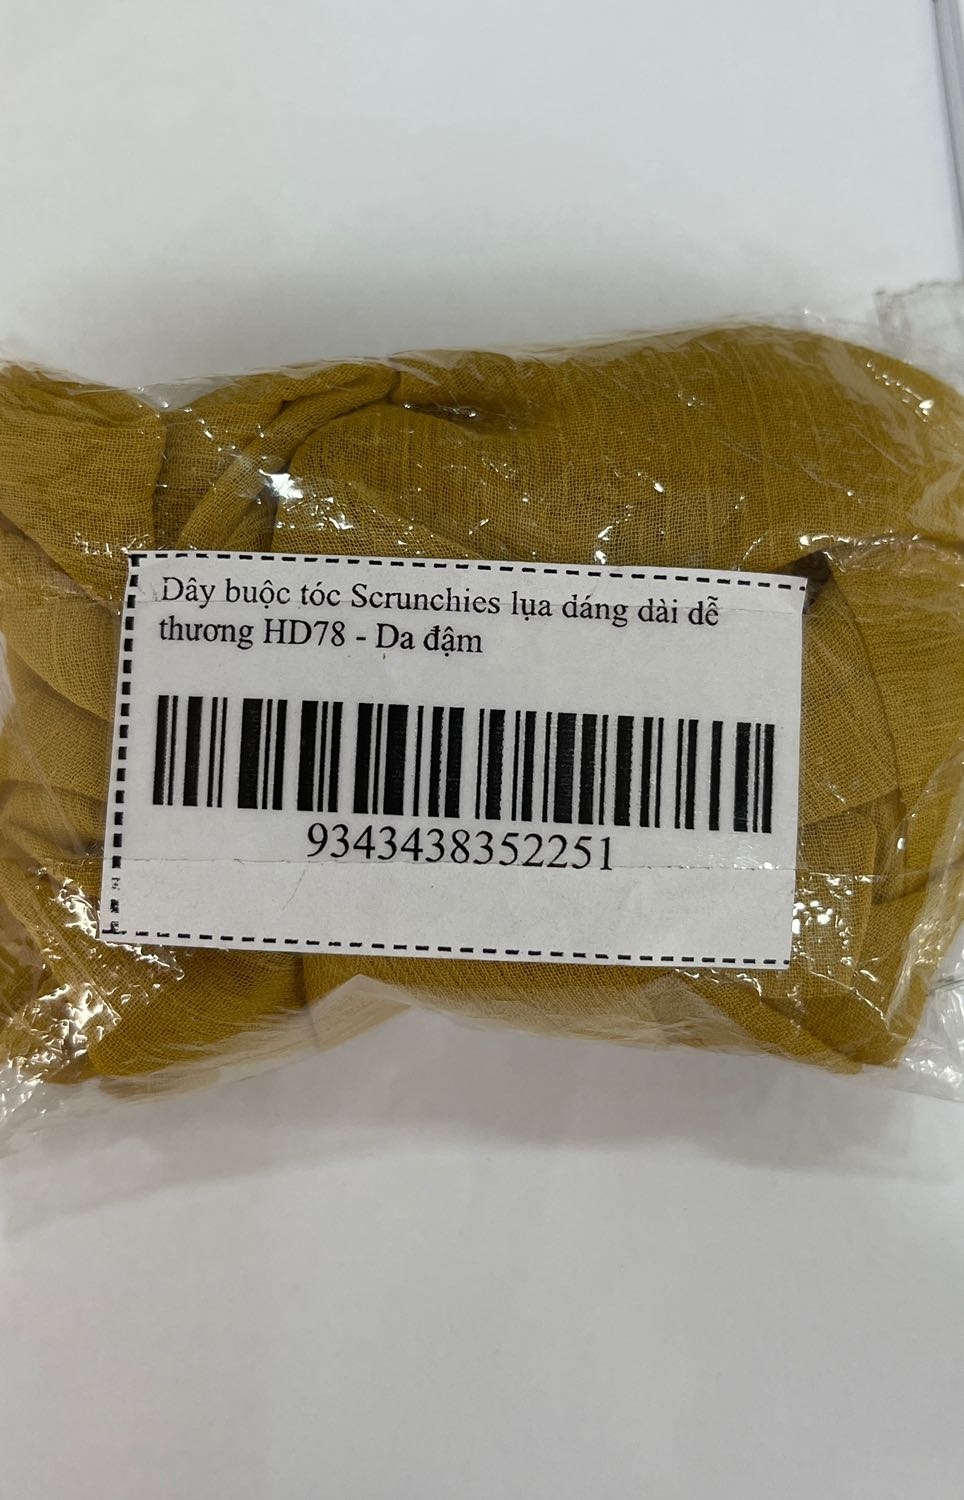 Dây buộc tóc Scrunchies lụa dáng dài dễ
thương HD78 - Da đậm
9343438352251